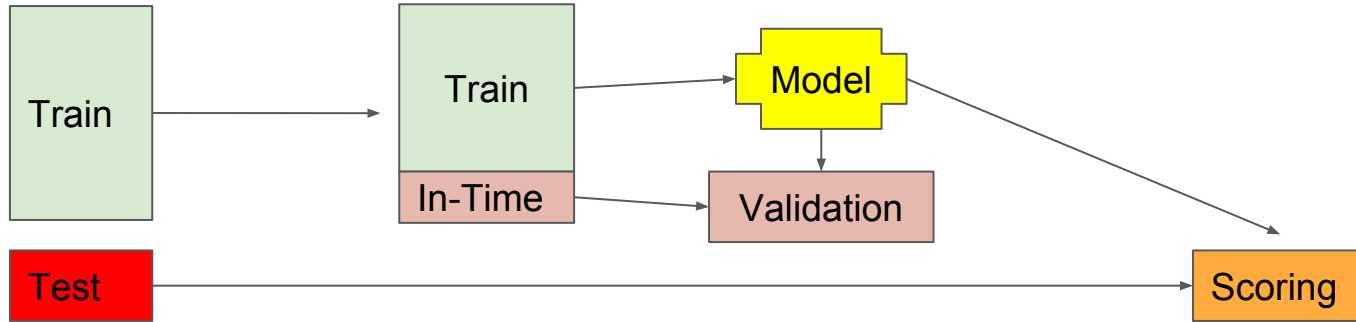 Train
Train
In-Time
Model
Validation
Test
Scoring